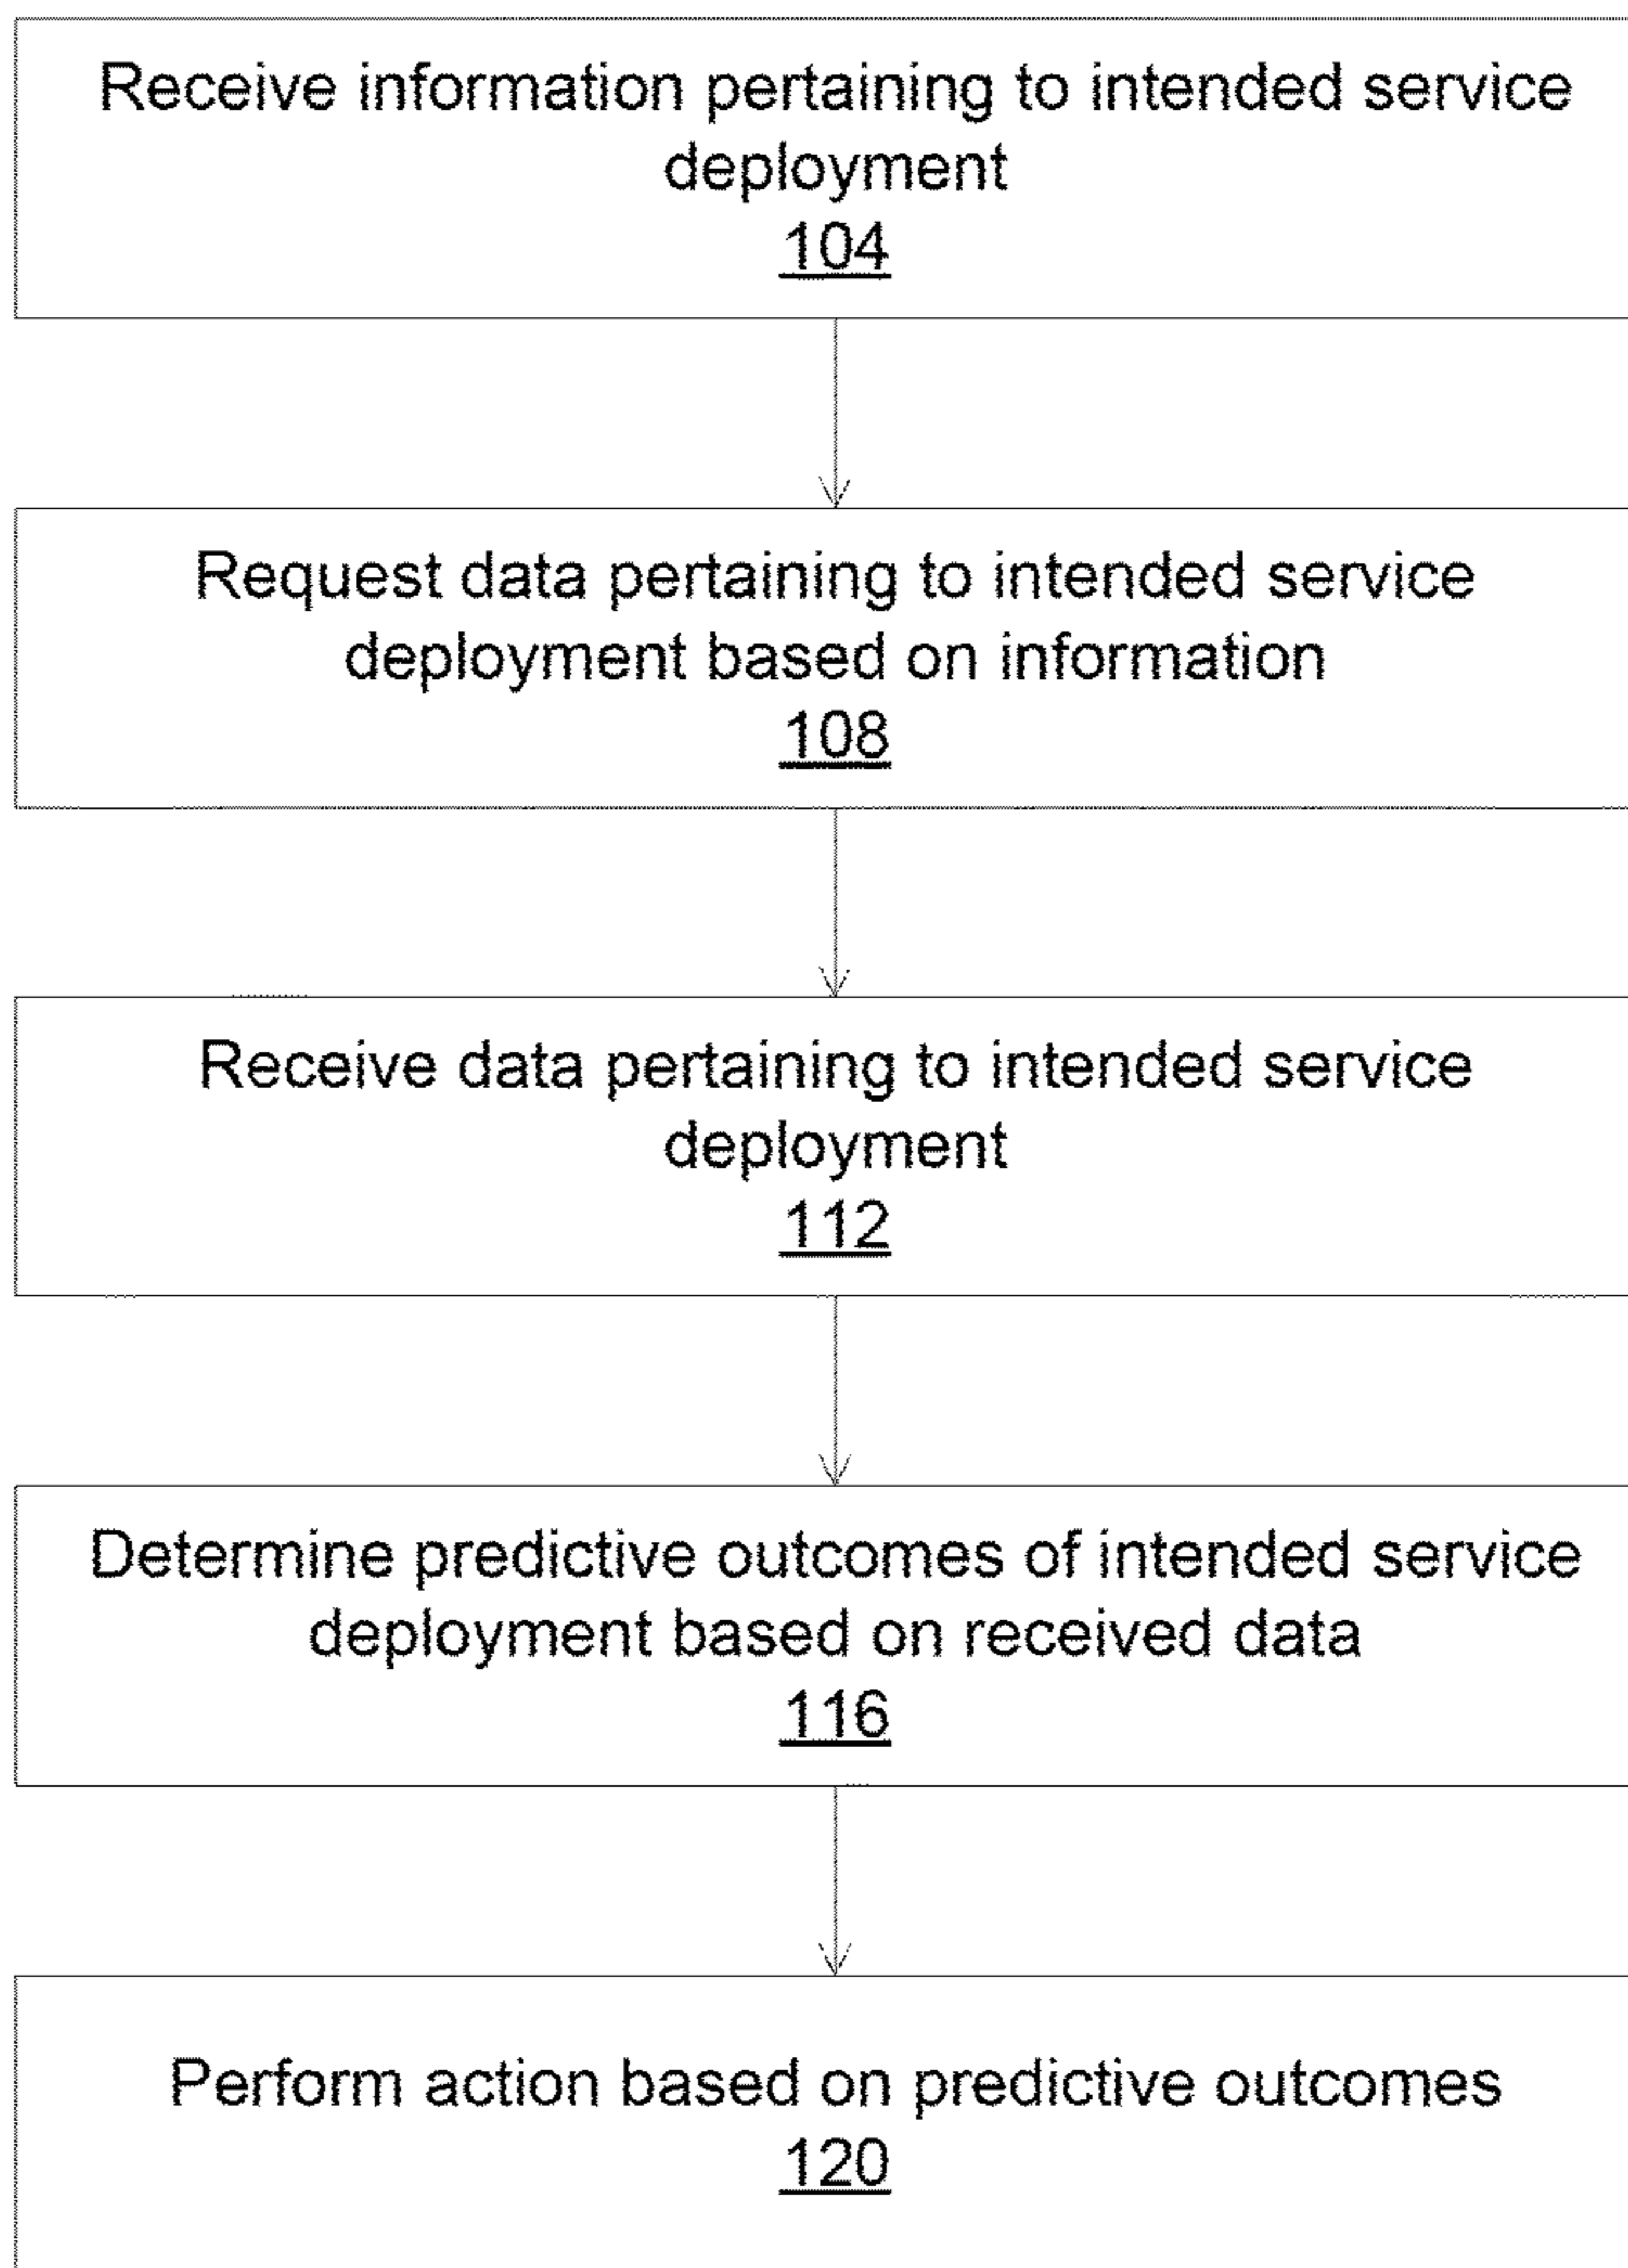 Receive information pertaining to intended service
deployment
104
Request data pertaining to intended service
deployment based on information
108
Receive data pertaining to intended service
deployment
112
Determine predictive outcomes of intended service
deployment based on received data
116
Perform action based on predictive outcomes
120